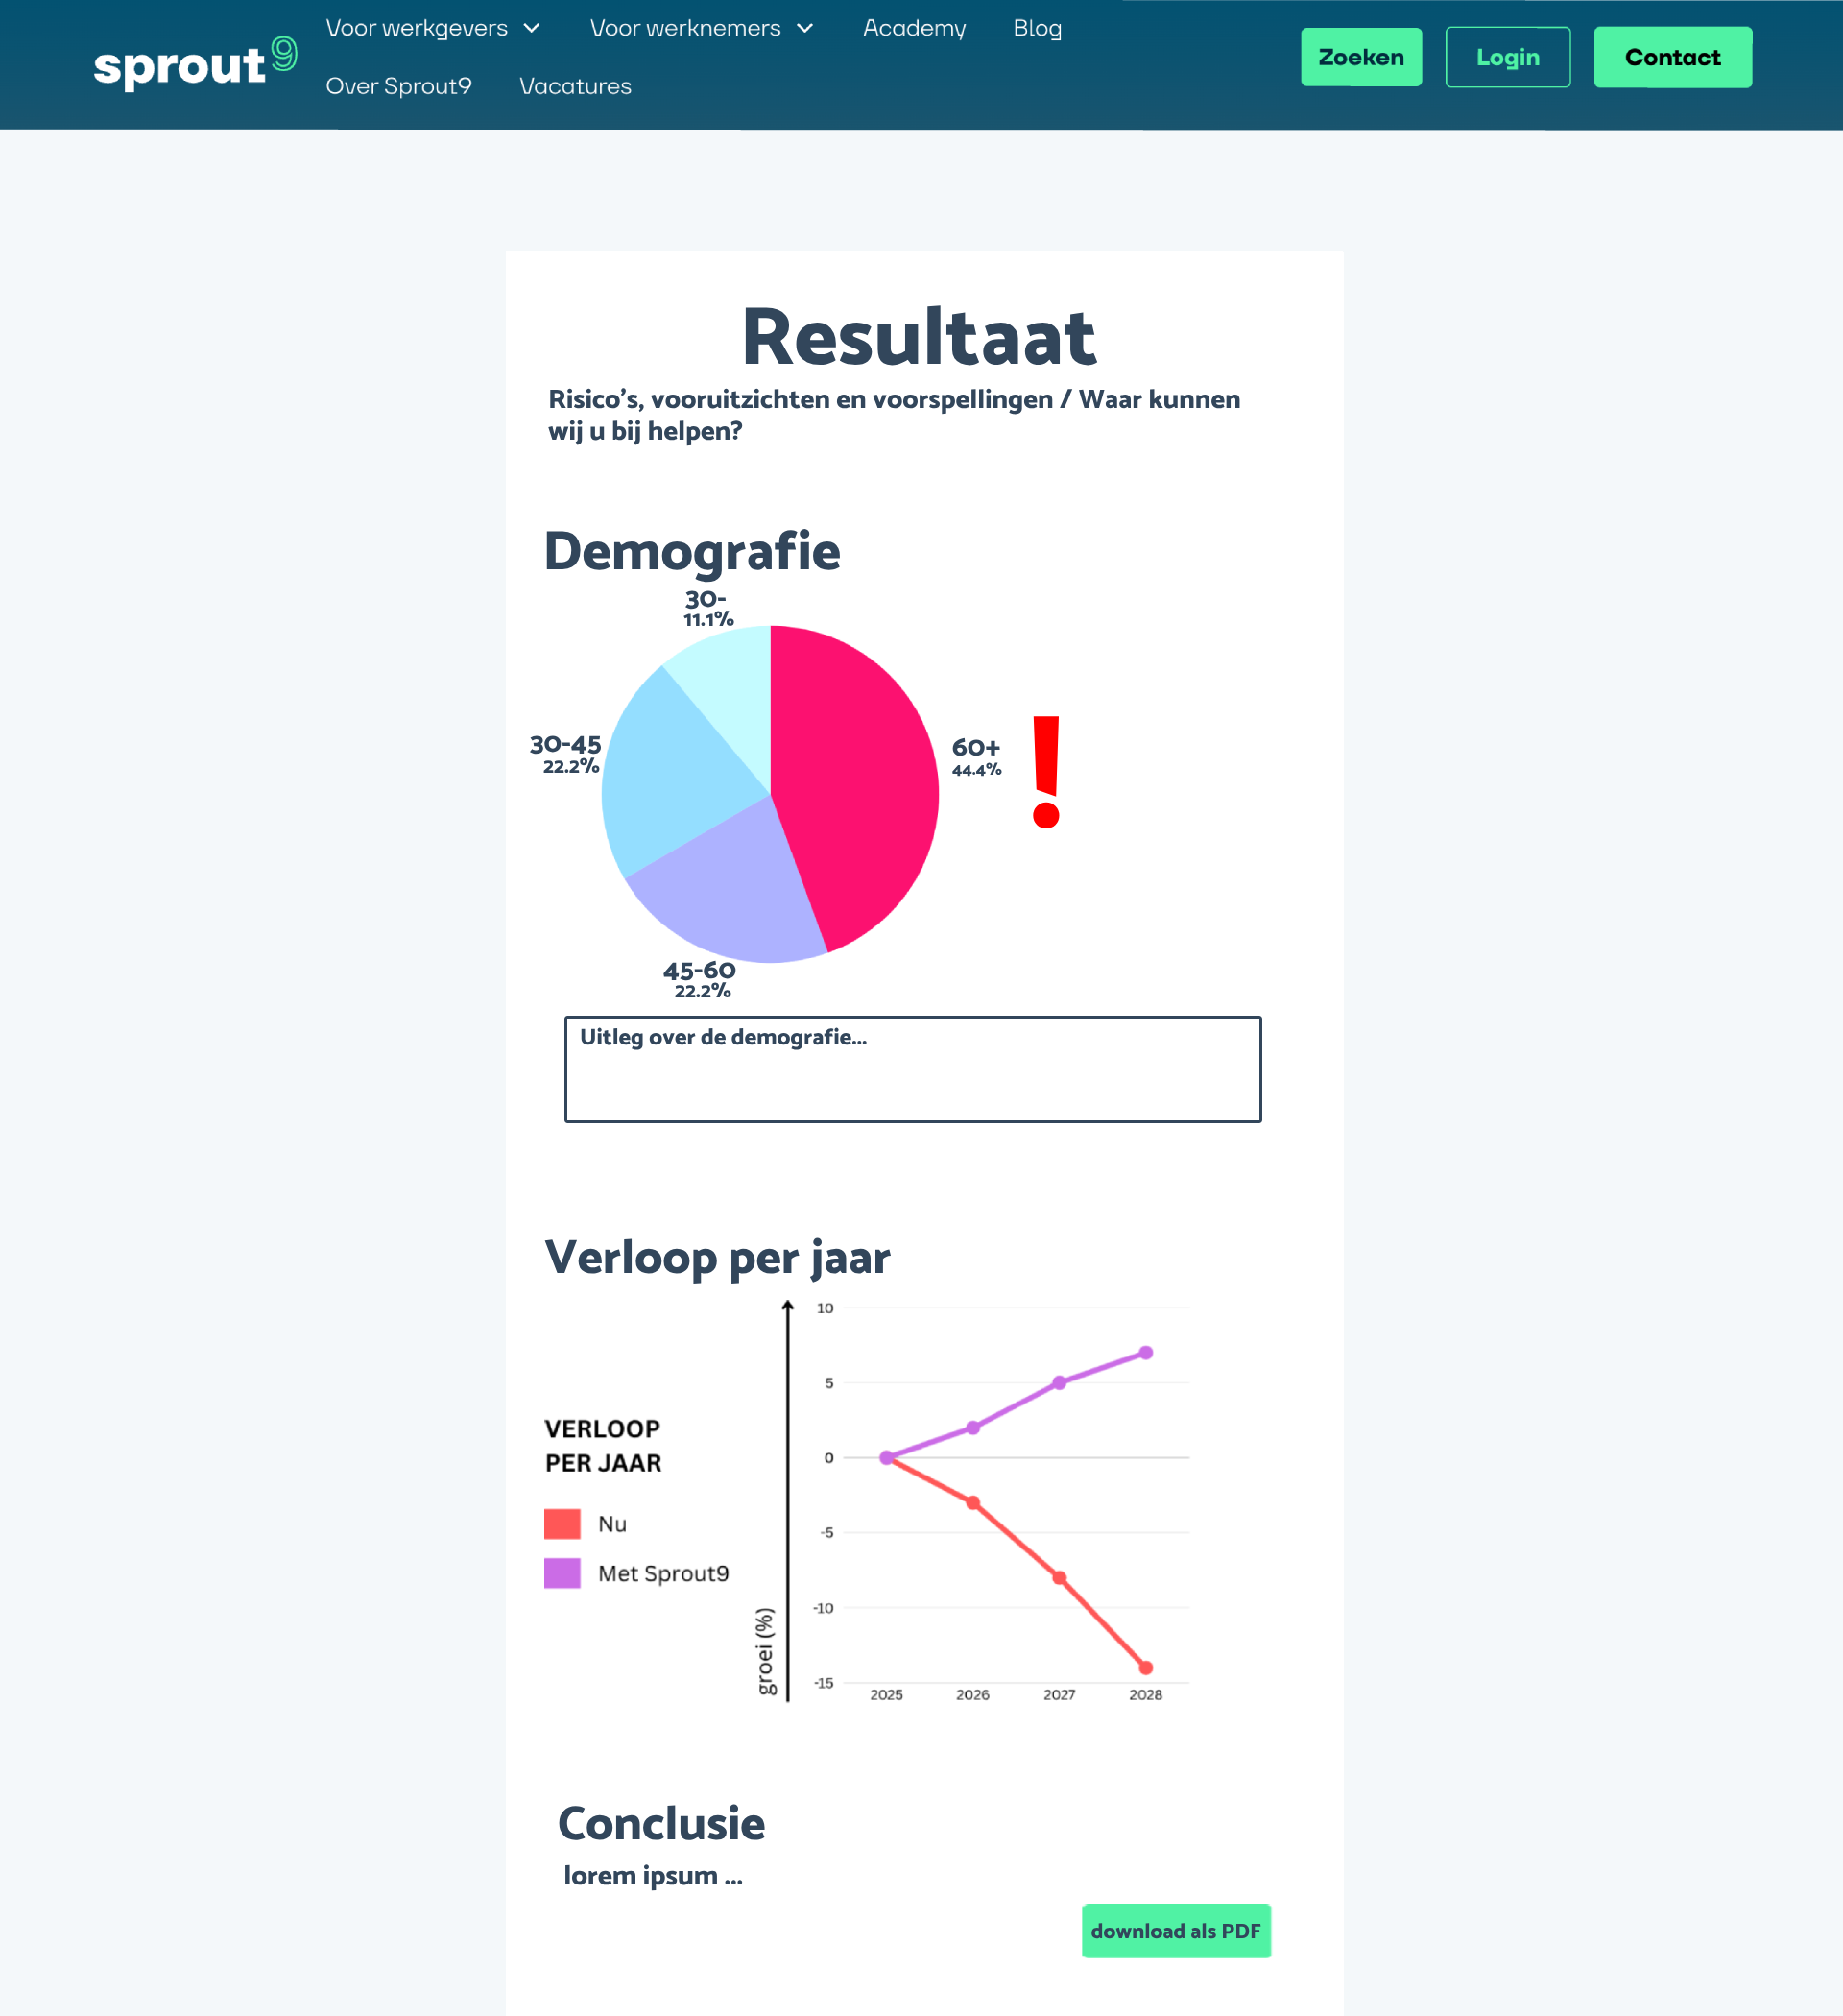 sprout9
Voor werkgevers
Voor werknemers
Academy
Blog
Over Sprout9
Vacatures
Zoeken
Login
Contact
Resultaat
Risico's, vooruitzichten en voorspellingen / Waar kunnen
wij u bij helpen?
Demografie
30-
11.1%
30-45
22.2%
60+
44.4%
!
45-60
22.2%
Uitleg over de demografie...
Verloop per jaar
VERLOOP
PER JAAR
Nu
Met Sprout9
groei (%)
10
5
0
-5
-10
-15
2025 2026 2027 2028
Conclusie
lorem ipsum ...
download als PDF